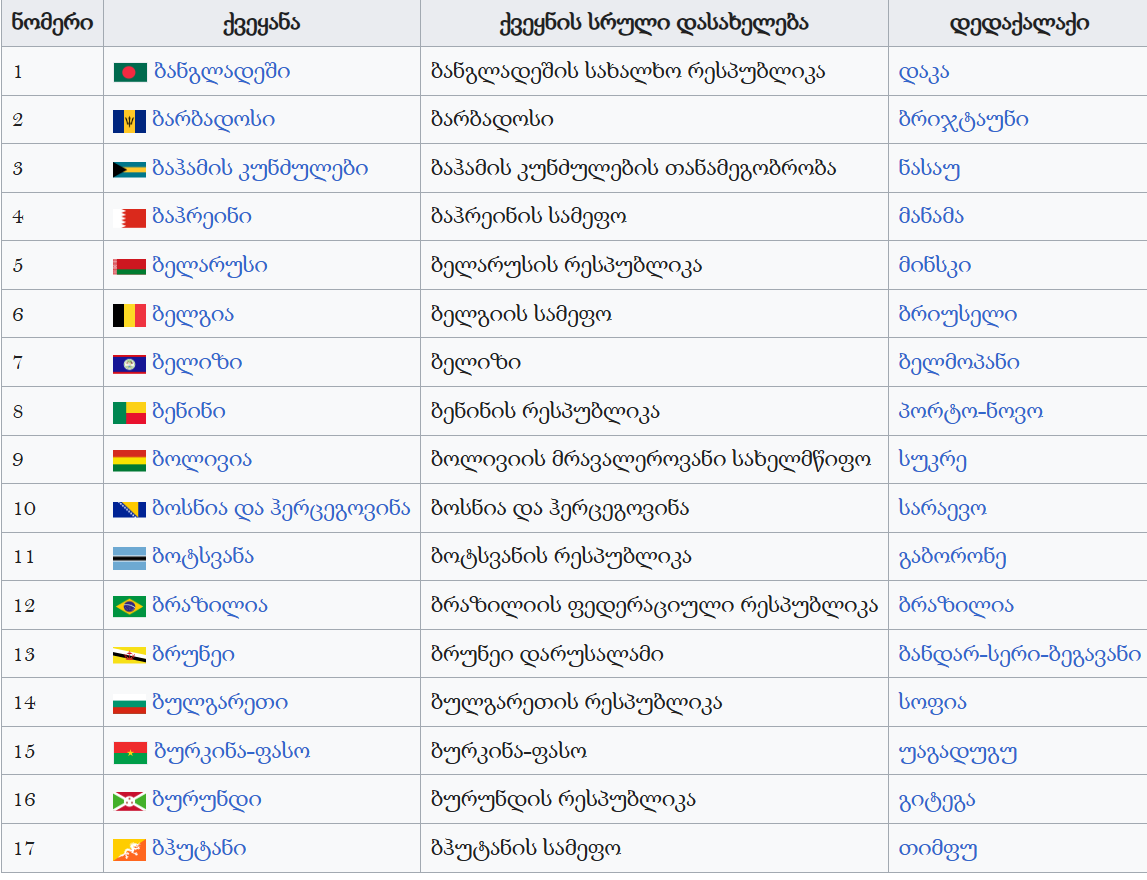 ნომერი ქვეყანა ქვეყნის სრული დასახელება დედაქალაქი
1 ბანგლადეში ბანგლადეშის სახალხო რესპუბლიკა დაკა
2 ბარბადოსი ბარბადოსი ბრიჯტაუნი
3 ბაჰამის კუნძულები ბაჰამის კუნძულების თანამეგობრობა ნასაუ
4 ბაჰრეინი ბაჰრეინის სამეფო მანამა
5 ბელარუსი ბელარუსის რესპუბლიკა მინსკი
6 ბელგია ბელგიის სამეფო ბრიუსელი
7 ბელიზი ბელიზი ბელმოპანი
8 ბენინი ბენინის რესპუბლიკა პორტო-ნოვო
9 ბოლივია ბოლივიის მრავალეროვანი სახელმწიფო სუკრე
10 ბოსნია და ჰერცეგოვინა ბოსნია და ჰერცეგოვინა სარაევო
11 ბოტსვანა ბოტსვანის რესპუბლიკა გაბორონე
12 ბრაზილია ბრაზილიის ფედერაციული რესპუბლიკა ბრაზილია
13 ბრუნეი ბრუნეი დარუსალამი ბანდარ-სერი-ბეგავანი
14 ბულგარეთი ბულგარეთის რესპუბლიკა სოფია
15 ბურკინა-ფასო ბურკინა-ფასო უაგადუგუ
16 ბურუნდი ბურუნდის რესპუბლიკა გიტეგა
17 ბჰუტანი ბჰუტანის სამეფო თიმფუ